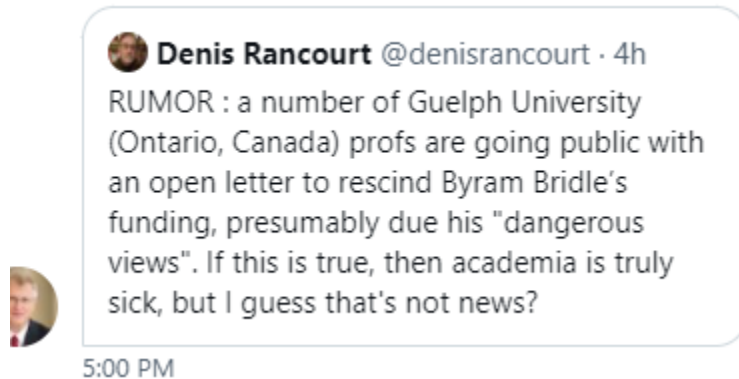 Denis Rancourt @denisrancourt · 4h
RUMOR : a number of Guelph University
(Ontario, Canada) profs are going public with
an open letter to rescind Byram Bridle's
funding, presumably due his "dangerous
views". If this is true, then academia is truly
sick, but I guess that's not news?
5:00 PM